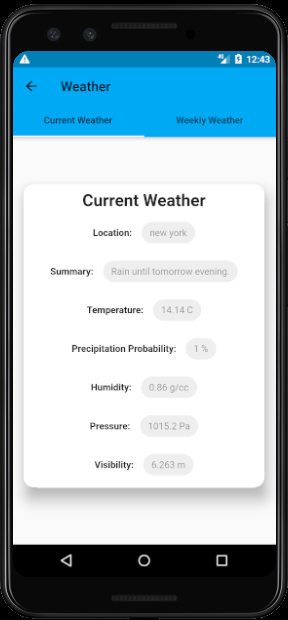 12:43
Weather
Current Weather Weekly Weather
Current Weather
Location: new york
Summary: Rain until tomorrow evening.
Temperature: 14.14 C
Precipitation Probability: 1 %
Humidity: 0.86 g/cc
Pressure: 1015.2 Pa
Visibility: 6.263 m